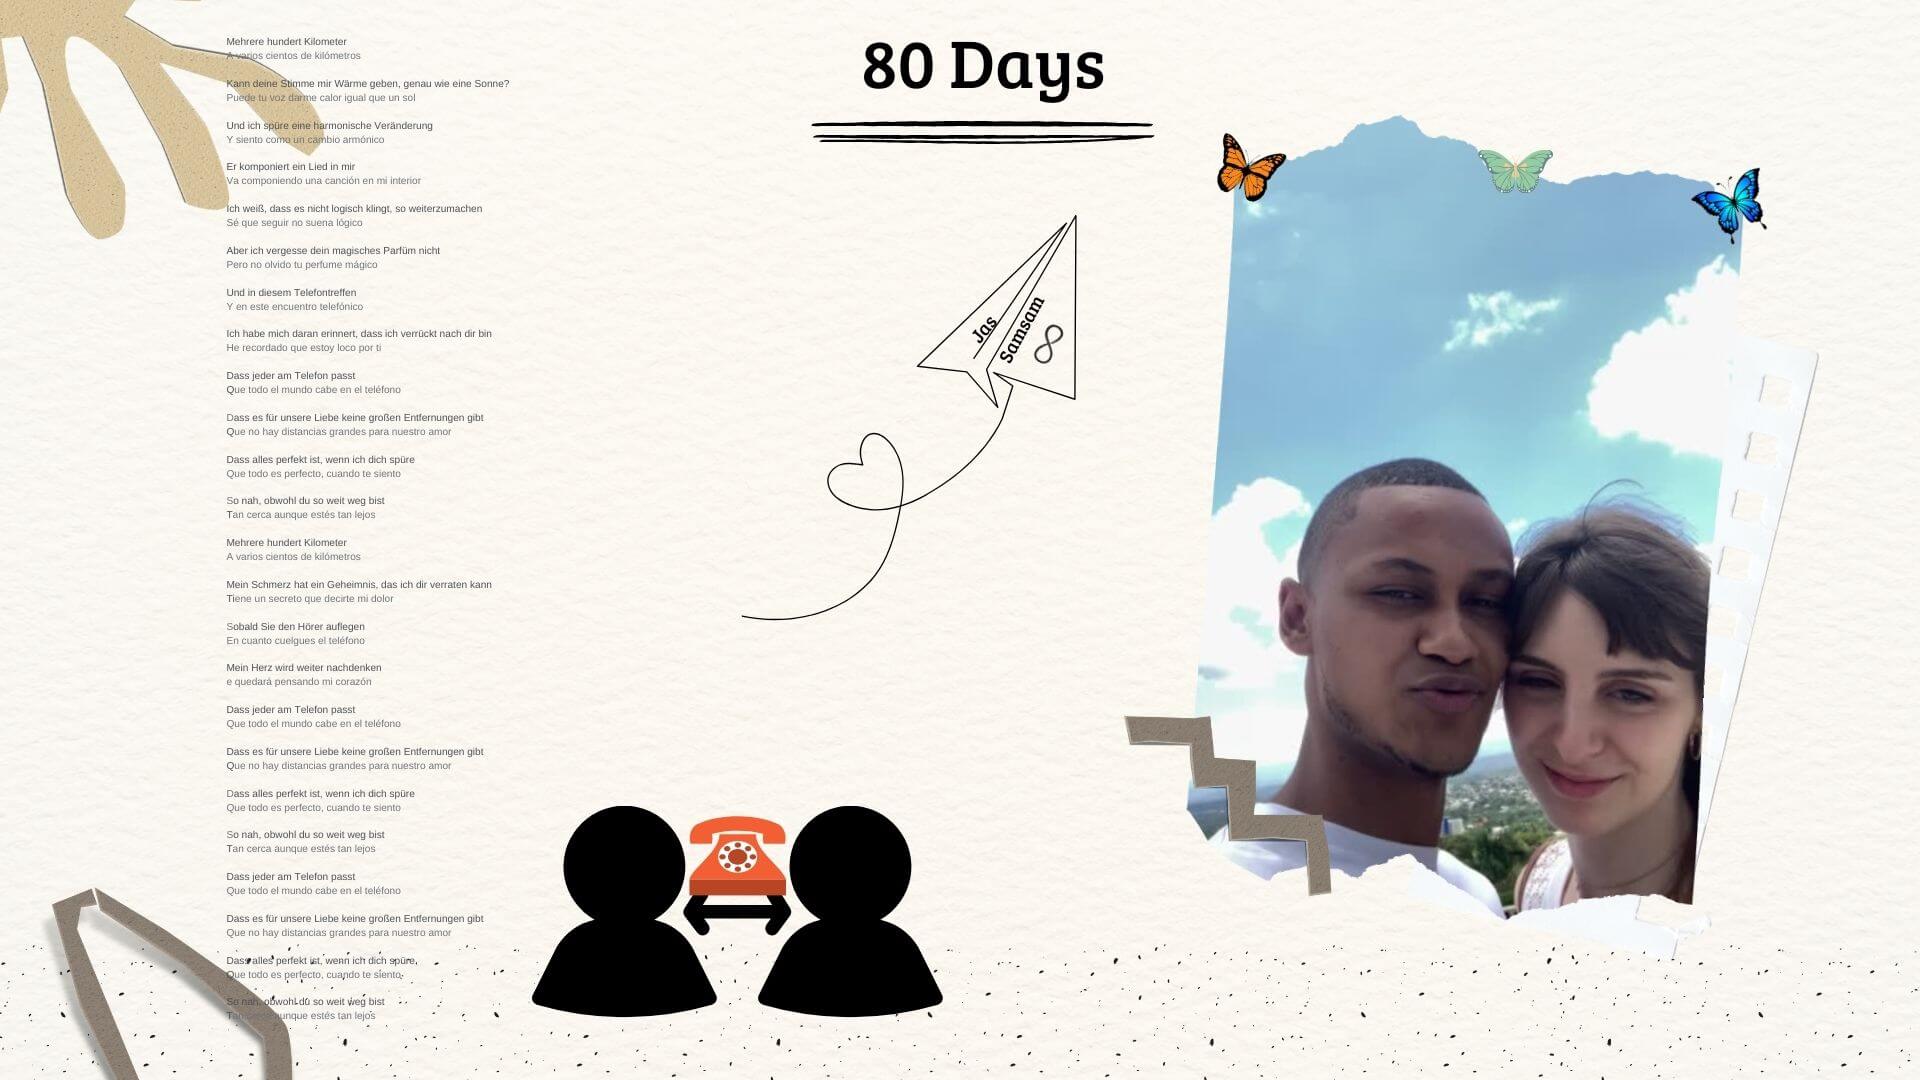 80 Days
Mehrere hundert Kilometer
A varios cientos de kilómetros
Kann deine Stimme mir Wärme geben, genau wie eine Sonne?
Puede tu voz darme calor igual que un sol
Und ich spüre eine harmonische Veränderung
Y siento como un cambio armónico
Er komponiert ein Lied in mir
Va componiendo una canción en mi interior
Ich weiß, dass es nicht logisch klingt, so weiterzumachen
Sé que seguir no suena lógico
Aber ich vergesse dein magisches Parfüm nicht
Pero no olvido tu perfume mágico
Und in diesem Telefontreffen
Y en este encuentro telefónico
Ich habe mich daran erinnert, dass ich verrückt nach dir bin
He recordado que estoy loco por ti
Dass jeder am Telefon passt
Que todo el mundo cabe en el teléfono
Dass es für unsere Liebe keine großen Entfernungen gibt
Que no hay distancias grandes para nuestro amor
Dass alles perfekt ist, wenn ich dich spüre
Que todo es perfecto, cuando te siento
So nah, obwohl du so weit weg bist
Tan cerca aunque estés tan lejos
Mehrere hundert Kilometer
A varios cientos de kilómetros
Mein Schmerz hat ein Geheimnis, das ich dir verraten kann
Tiene un secreto que decirte mi dolor
Sobald Sie den Hörer auflegen
En cuanto cuelgues el teléfono
Mein Herz wird weiter nachdenken
e quedará pensando mi corazón
Dass jeder am Telefon passt
Que todo el mundo cabe en el teléfono
Dass es für unsere Liebe keine großen Entfernungen gibt
Que no hay distancias grandes para nuestro amor
Dass alles perfekt ist, wenn ich dich spüre
Que todo es perfecto, cuando te siento
So nah, obwohl du so weit weg bist
Tan cerca aunque estés tan lejos
Dass jeder am Telefon passt
Que todo el mundo cabe en el teléfono
Dass es für unsere Liebe keine großen Entfernungen gibt
Que no hay distancias grandes para nuestro amor
Dass alles perfekt ist, wenn ich dich spüre,
Que todo es perfecto, cuando te siento
So nah, obwohl du so weit weg bist
Tan cerca aunque estés tan lejos
Jas
Samsam